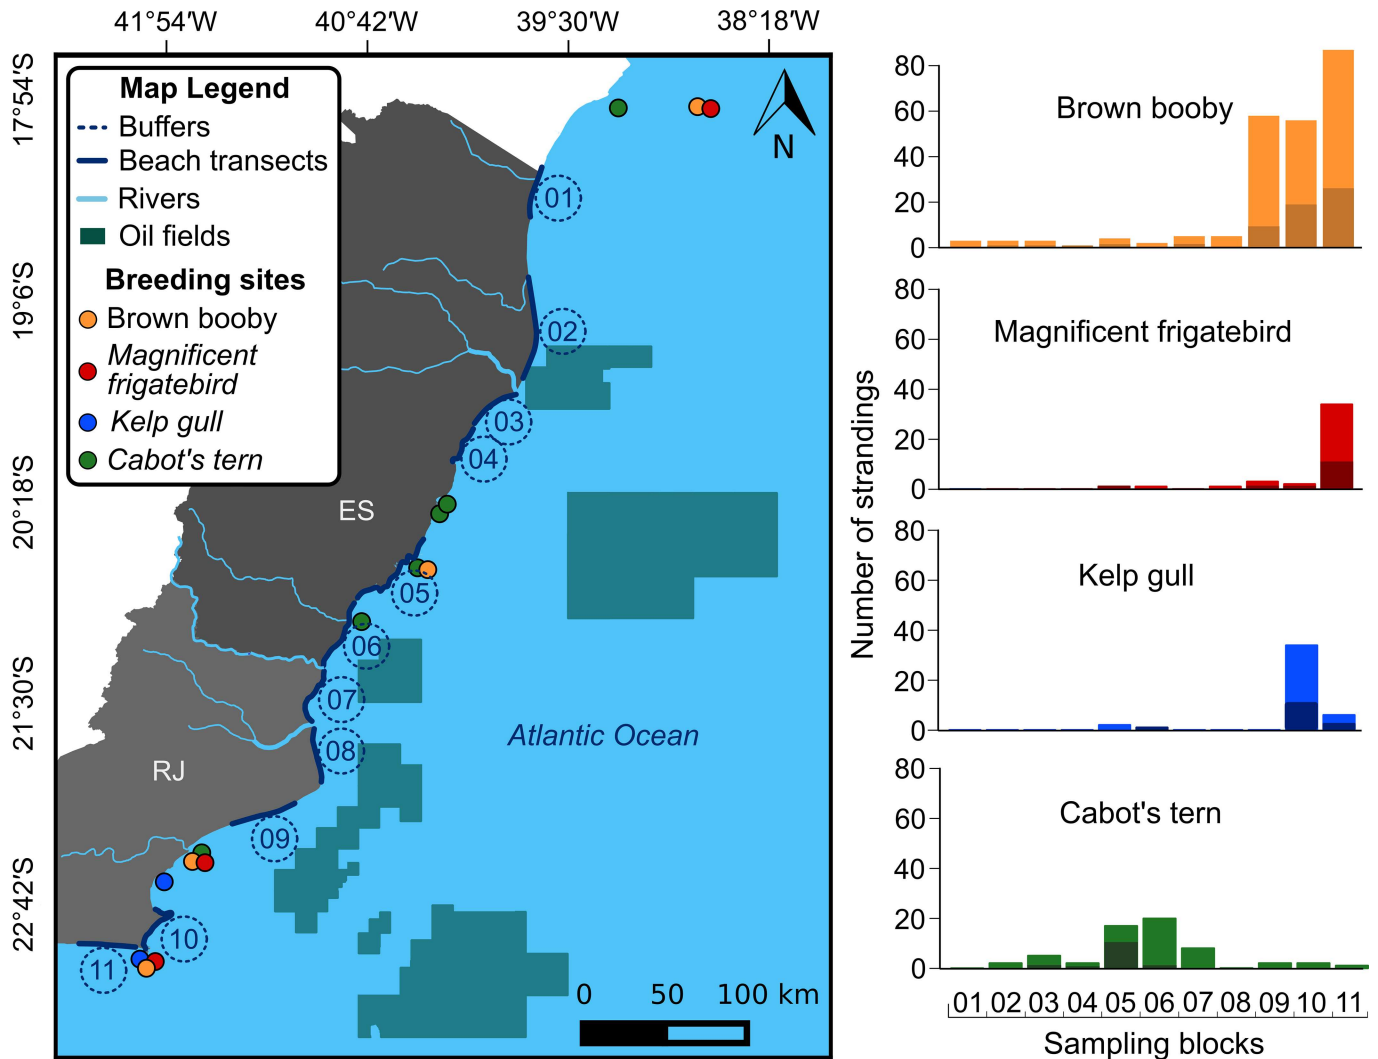 41°54'W 40°42'W 39°30'W 38°18'W
17°54'S
19°6'S
20°18'S
21°30'S
22°42'S
Map Legend
Buffers
Beach transects
Rivers
Oil fields
Breeding sites
Brown booby
Magnificent
frigatebird
Kelp gull
Cabot's tern
N
01
02
03
04
05
06
07
08
09
10
11
ES
RJ
Atlantic Ocean
0 50 100 km
Number of strandings
80
60
40
20
0
Brown booby
80
60
40
20
0
Magnificent frigatebird
80
60
40
20
0
Kelp gull
80
60
40
20
0
Cabot's tern
01 02 03 04 05 06 07 08 09 10 11
Sampling blocks